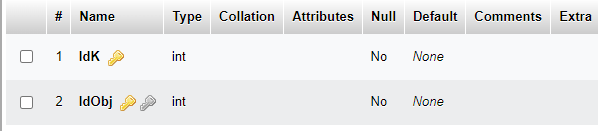 # Name Type Collation Attributes Null Default Comments Extra
1 IdK int No None
2 IdObj int No None